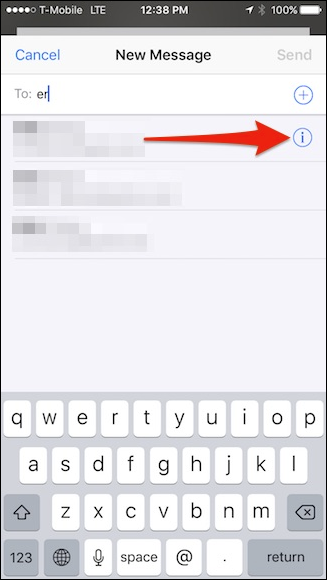 T-Mobile LTE 12:38 PM 100%
Cancel New Message Send
To: er
i
q w e r t y u i o p
a s d f g h j k l
z x c v b n m
123 space @ . return